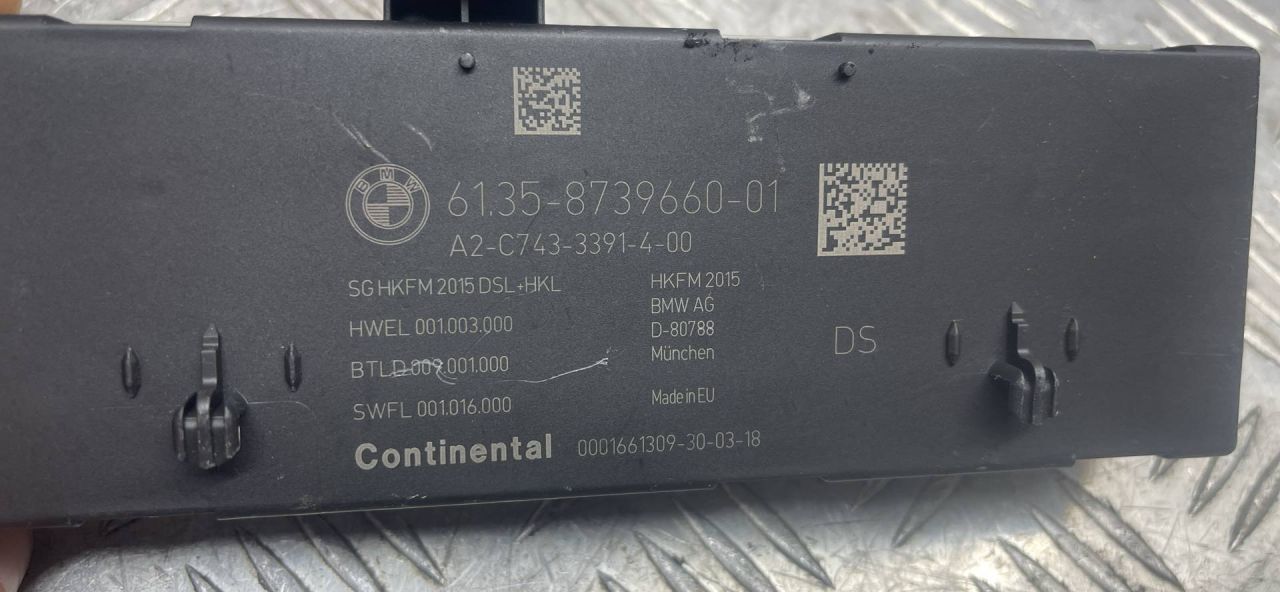 BMW
61.35-8739660-01
A2-C743-3391-4-00
SG HKFM 2015 DSL+HKL
HWEL 001.003.000
BTLD 009.001.000
SWFL 001.016.000
HKFM 2015
BMW AG
D-80788
München
Made in EU
DS
Continental 0001661309-30-03-18